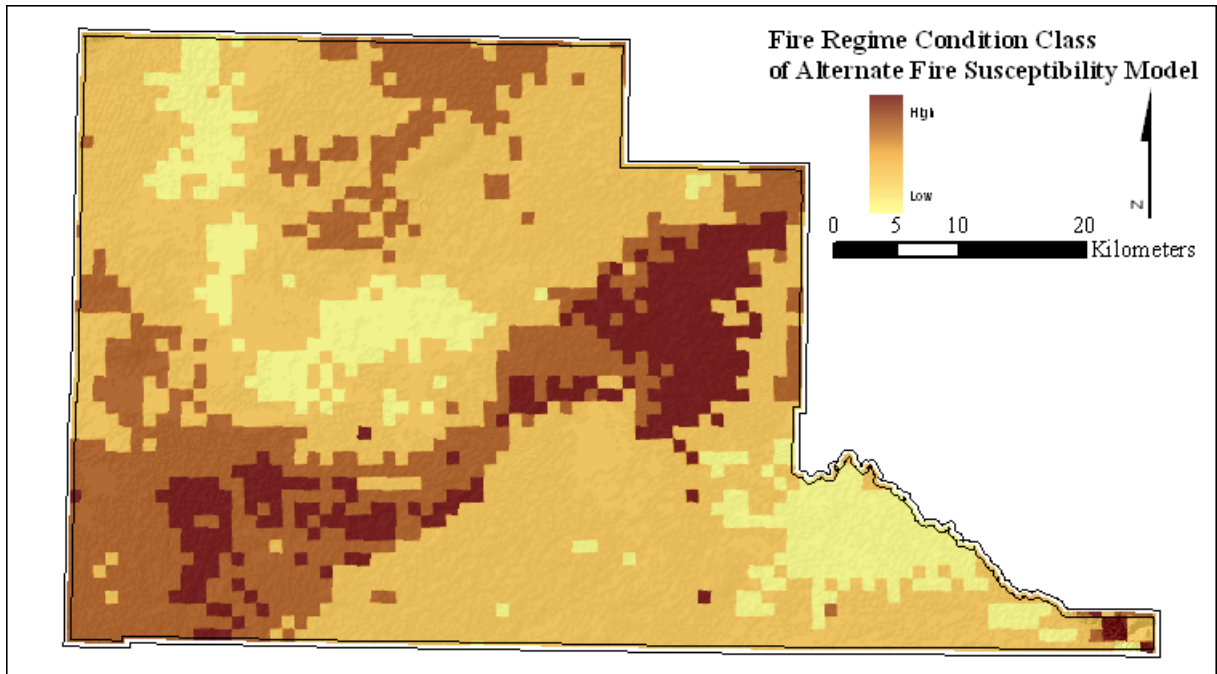 Fire Regime Condition Class
of Alternate Fire Susceptibility Model
High
Low
N
0 5 10 20
Kilometers